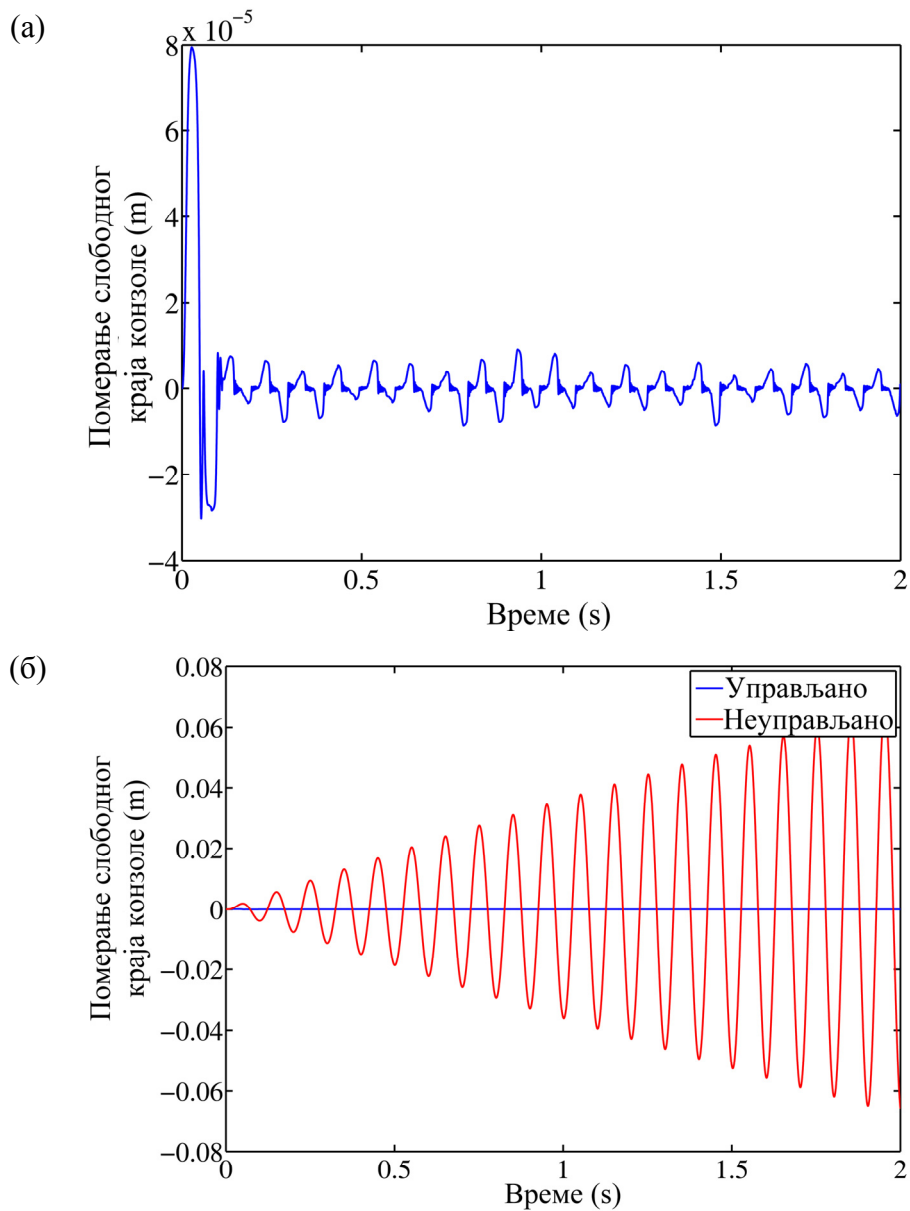 (а)
x 10⁻⁵
8
6
4
2
0
−2
−4
0
0.5
1
1.5
2
Померање слободног
краја конзоле (m)
Време (s)
(б)
0.08
0.06
0.04
0.02
0
−0.02
−0.04
−0.06
−0.08
0
0.5
1
1.5
2
Управљано
Неуправљано
Померање слободног
краја конзоле (m)
Време (s)